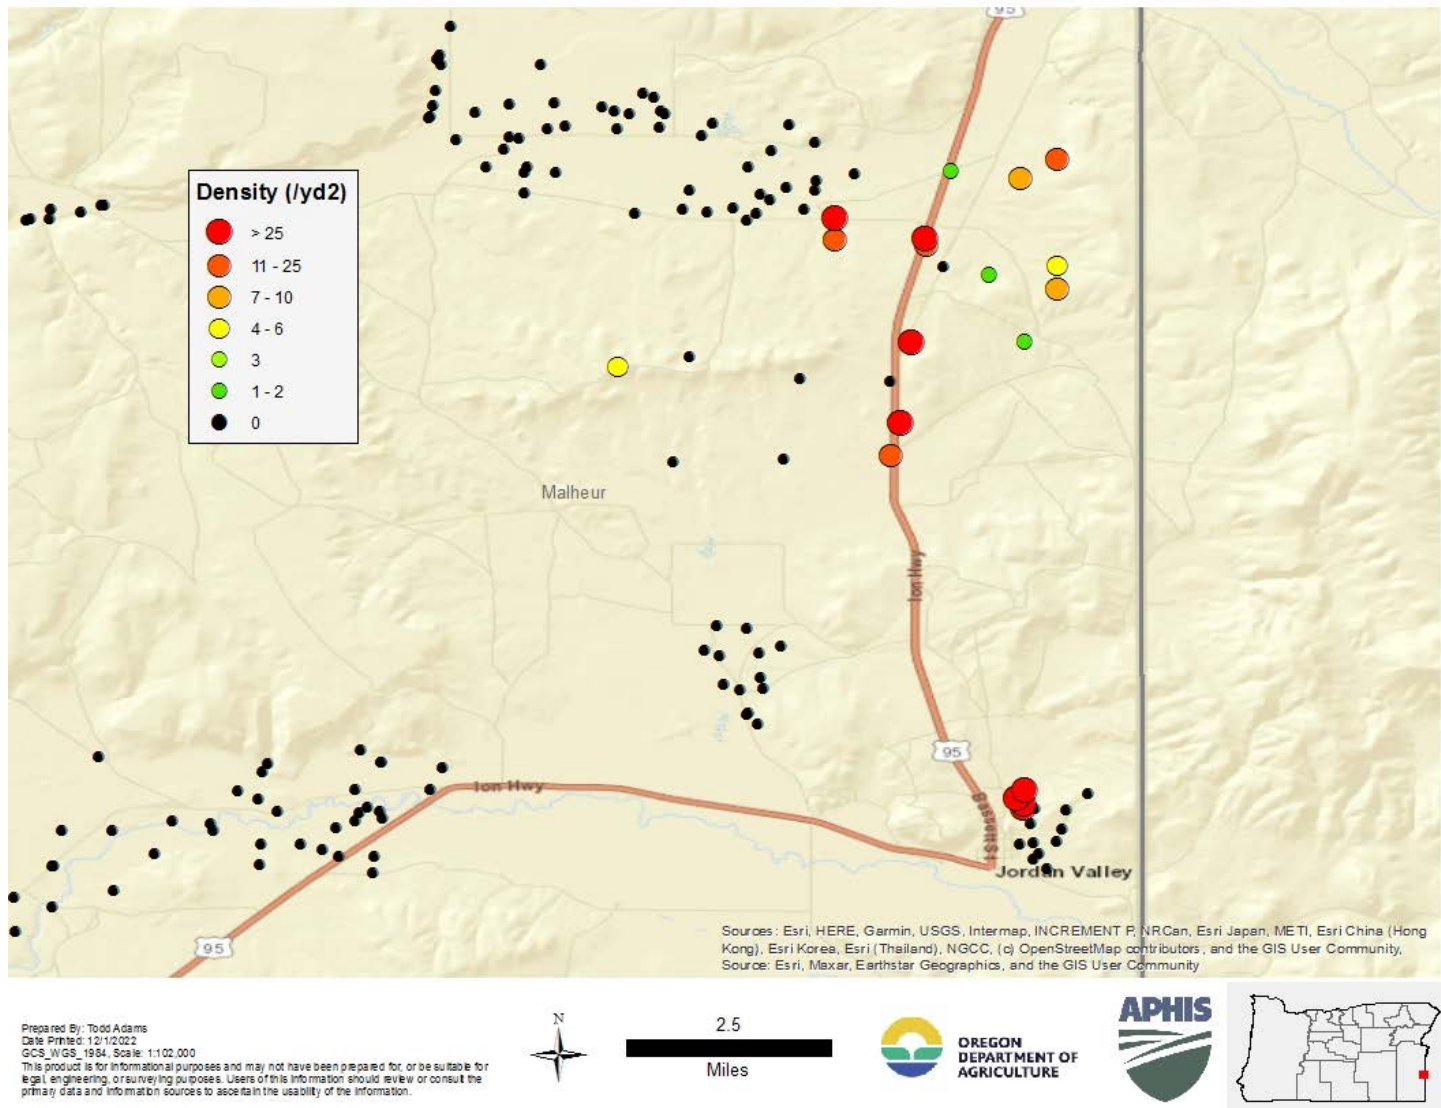 95
Density (/yd2)
> 25
11 - 25
7 - 10
4 - 6
3
1 - 2
0
Malheur
Ion Hwy
95
Ion Hwy
Bassett St
Jordan Valley
95
Sources: Esri, HERE, Garmin, USGS, Intermap, INCREMENT P, NRCan, Esri Japan, METI, Esri China (Hong
Kong), Esri Korea, Esri (Thailand), NGCC, (c) OpenStreetMap contributors, and the GIS User Community,
Source: Esri, Maxar, Earthstar Geographics, and the GIS User Community
Prepared By: Todd Adams
Date Printed: 12/1/2022
GCS_WGS_1984, Scale: 1:102,000
This product is for informational purposes and may not have been prepared for, or be suitable for
legal, engineering, or surveying purposes. Users of this information should review or consult the
primary data and information sources to ascertain the usability of the information.
N
2.5
Miles
OREGON
DEPARTMENT OF
AGRICULTURE
APHIS